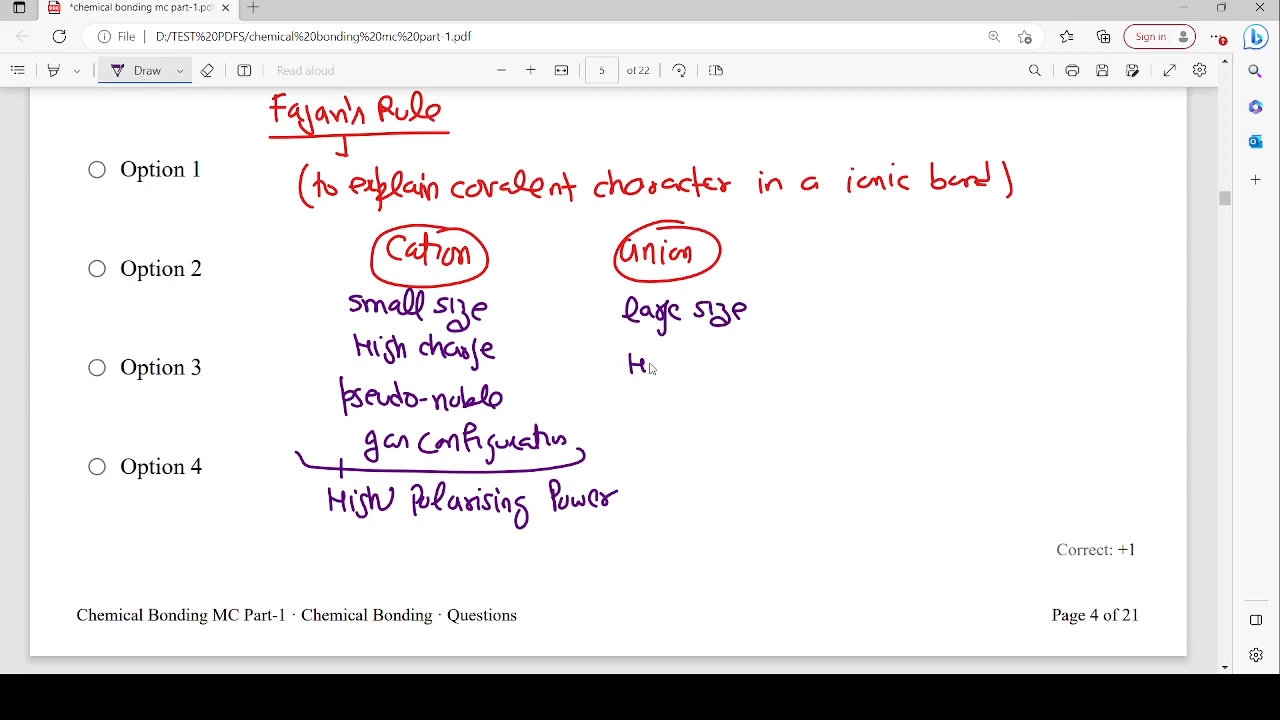 *chemical bonding mc part-1.pd
File D:/TEST%20PDFS/chemical%20bonding%20mc%20part-1.pdf
Sign in
Draw
Read aloud
5 of 22
Fajan's Rule
Option 1
(to explain covalent character in a ionic bond)
Cation anion
Option 2
small size large size
High charge H
Option 3
pseudo-noble
gas configuration
Option 4
High Polarising Power
Correct: +1
Chemical Bonding MC Part-1 · Chemical Bonding · Questions Page 4 of 21